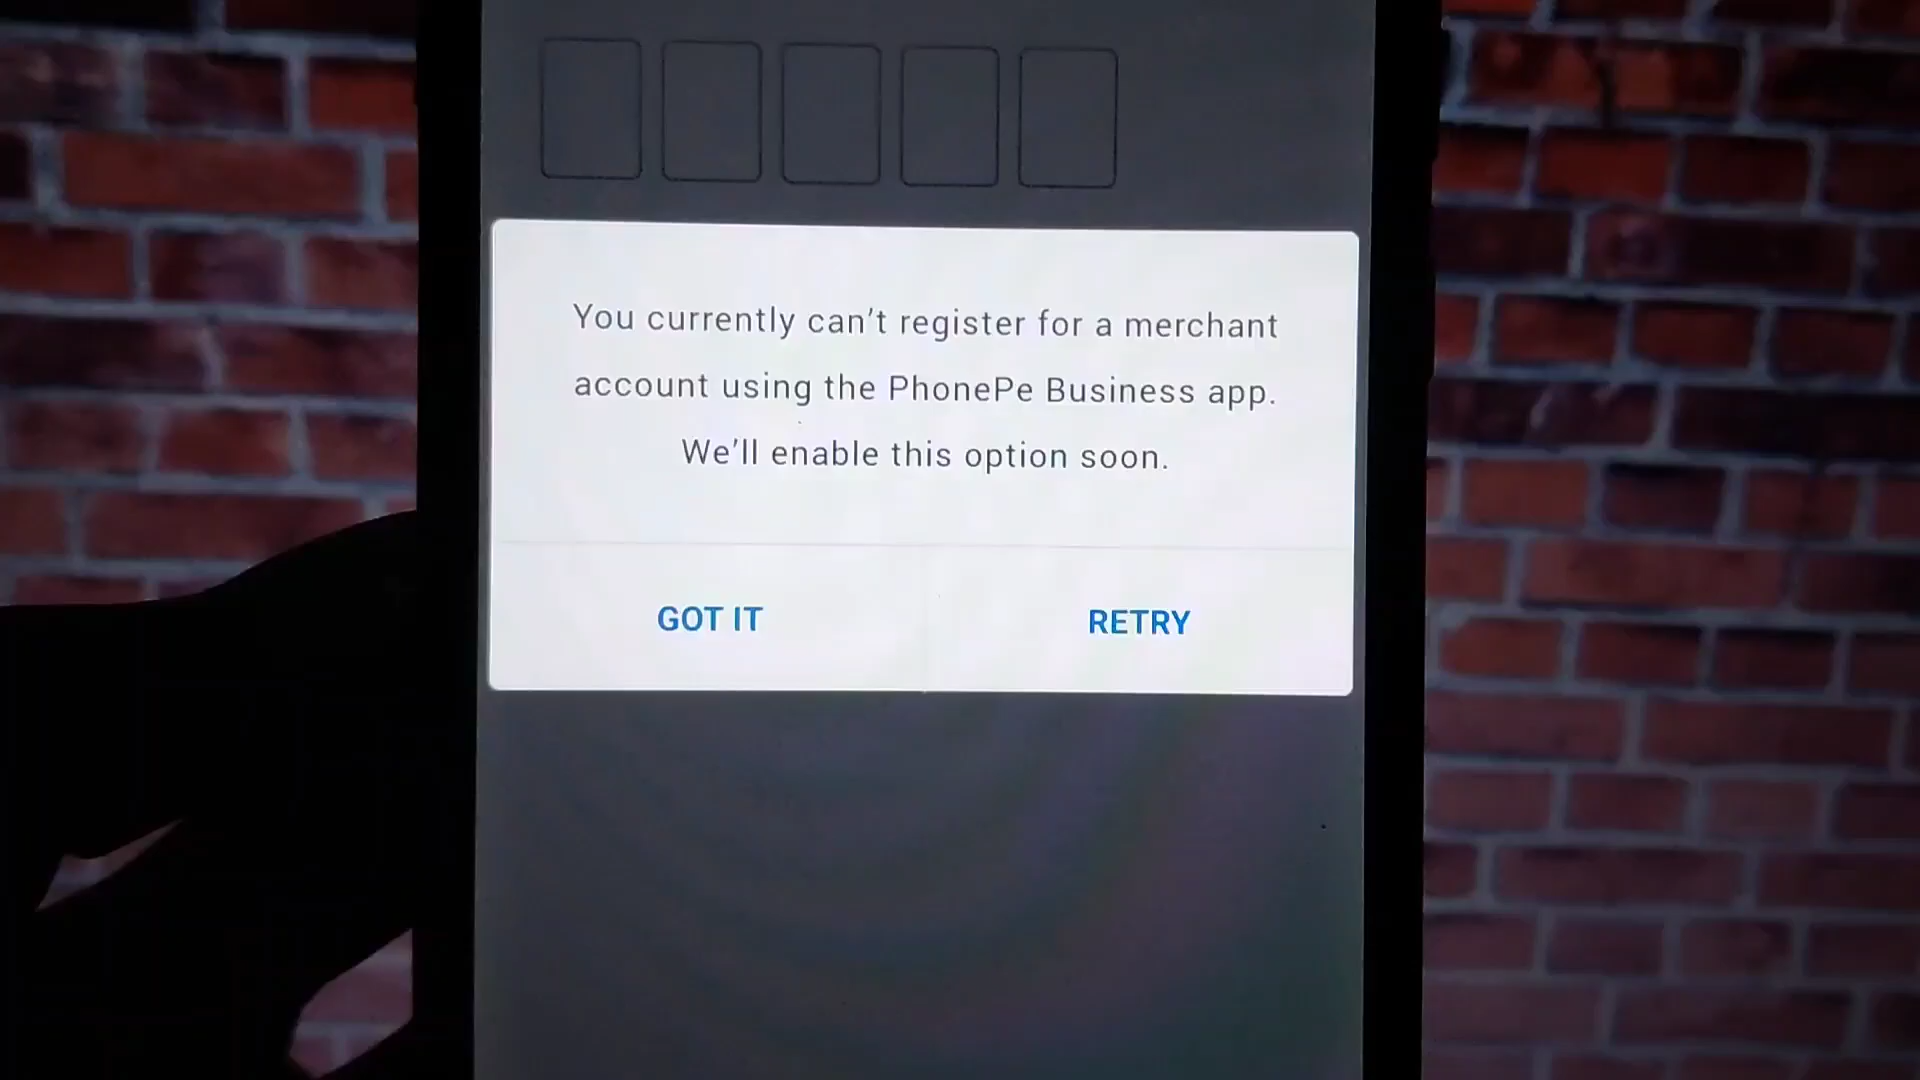 You currently can't register for a merchant
account using the PhonePe Business app.
We'll enable this option soon.
GOT IT
RETRY